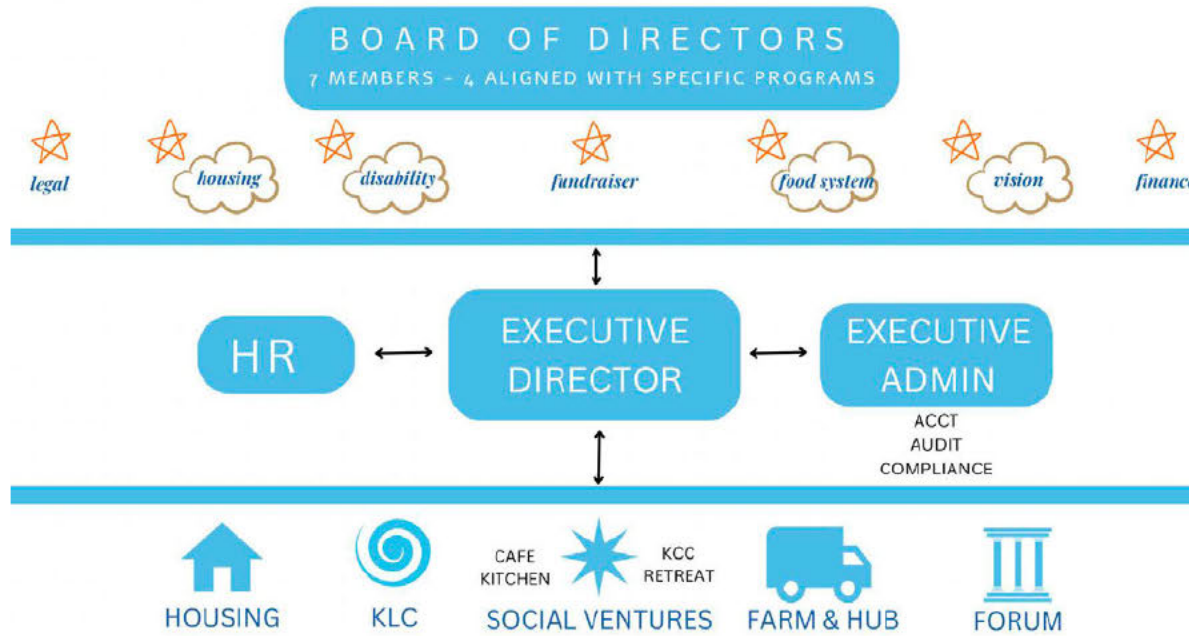 BOARD OF DIRECTORS
7 MEMBERS - 4 ALIGNED WITH SPECIFIC PROGRAMS
legal
housing
disability
fundraiser
food system
vision
finance
HR
EXECUTIVE
DIRECTOR
EXECUTIVE
ADMIN
ACCT
AUDIT
COMPLIANCE
CAFE
KITCHEN
KCC
RETREAT
HOUSING
KLC
SOCIAL VENTURES
FARM & HUB
FORUM